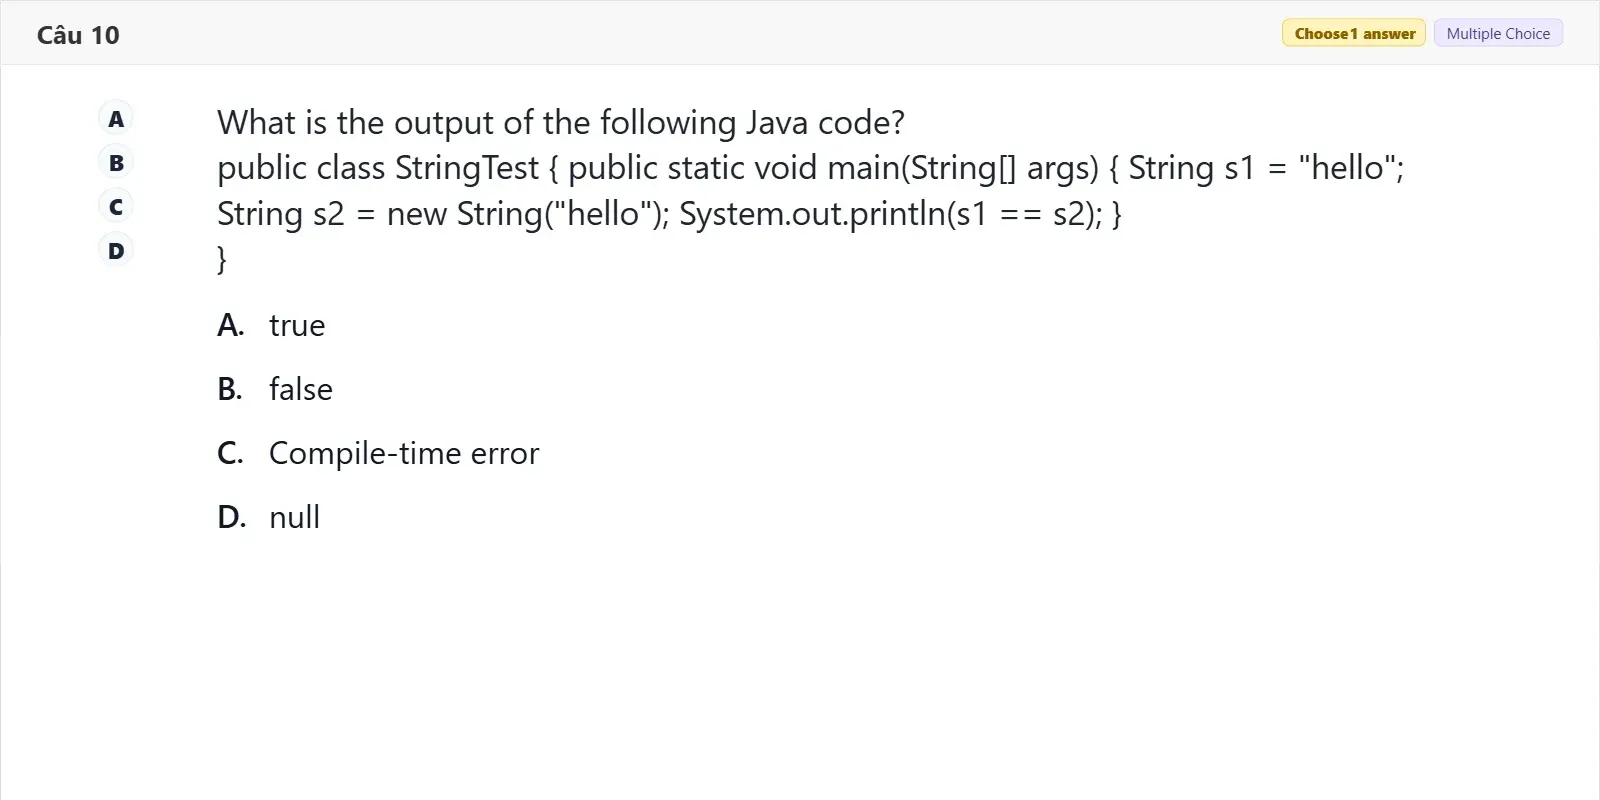 Câu 10
Choose1 answer
Multiple Choice
A
B
C
D
What is the output of the following Java code?
public class StringTest { public static void main(String[] args) { String s1 = "hello";
String s2 = new String("hello"); System.out.println(s1 == s2); }
}
A. true
B. false
C. Compile-time error
D. null